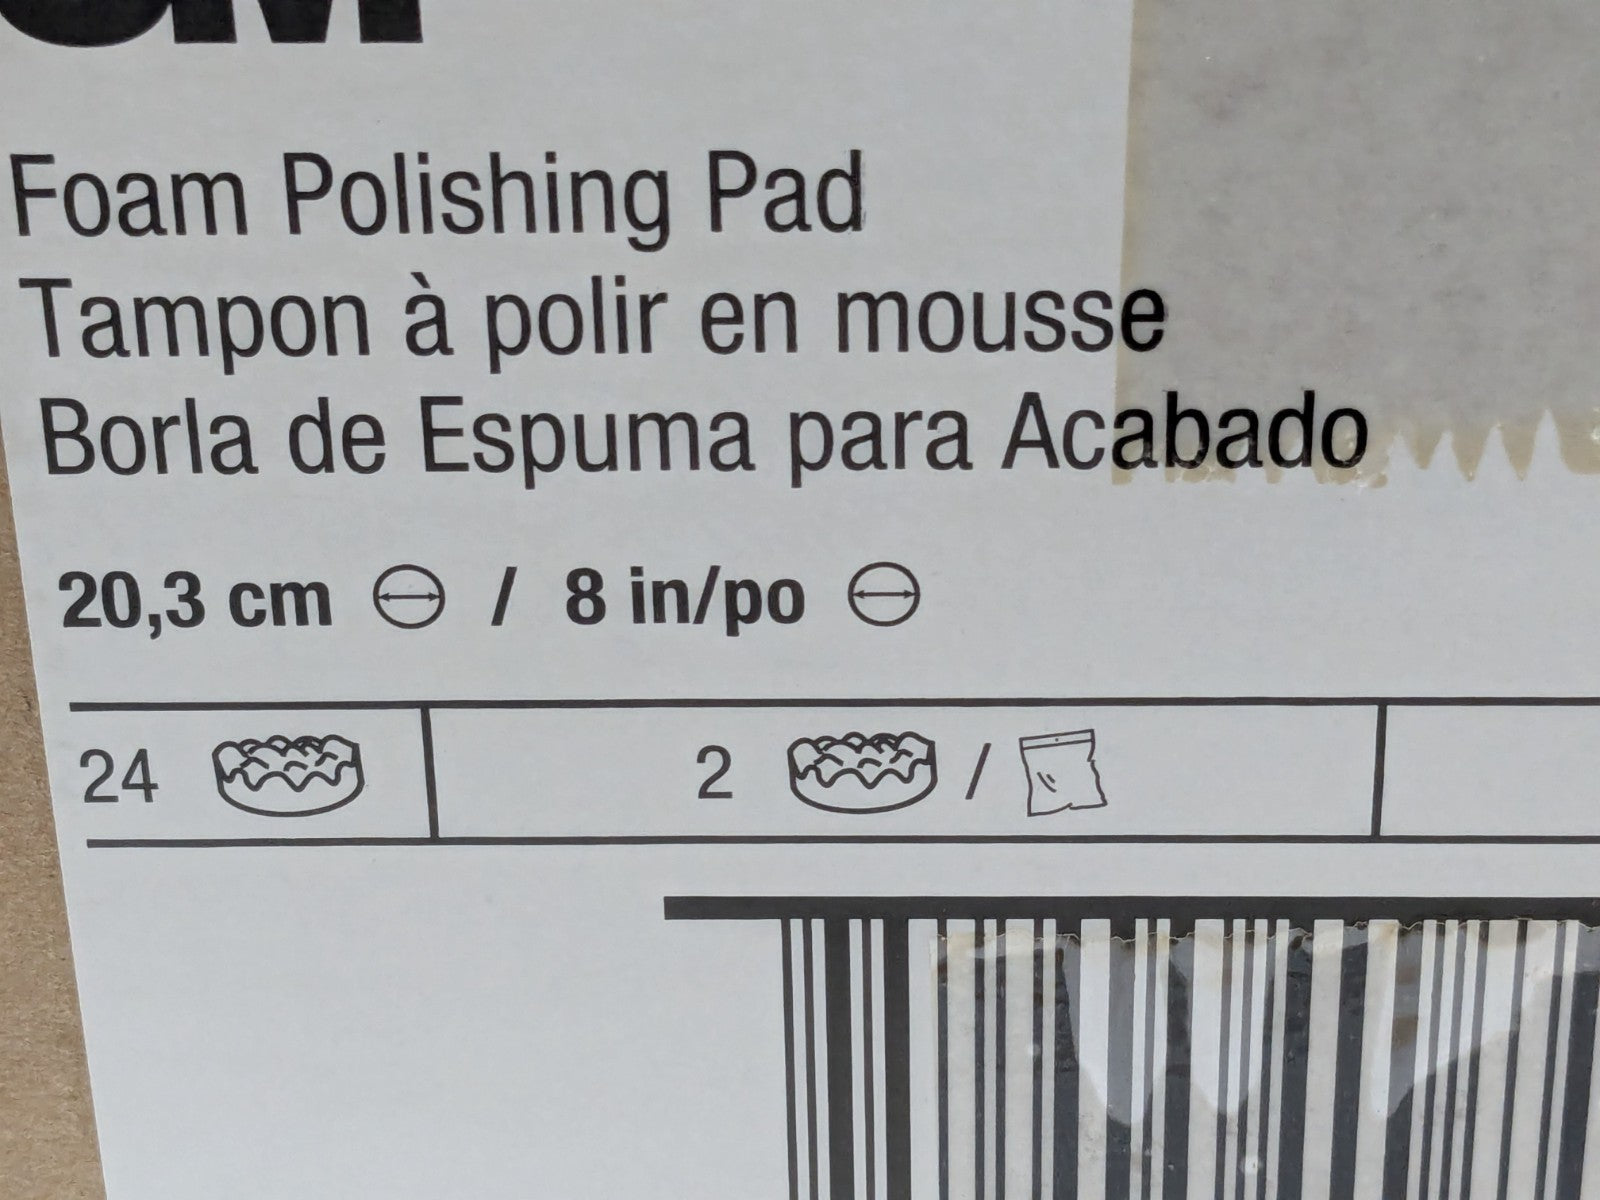 3M
Foam Polishing Pad
Tampon à polir en mousse
Borla de Espuma para Acabado
20,3 cm / 8 in/po
24 2 /